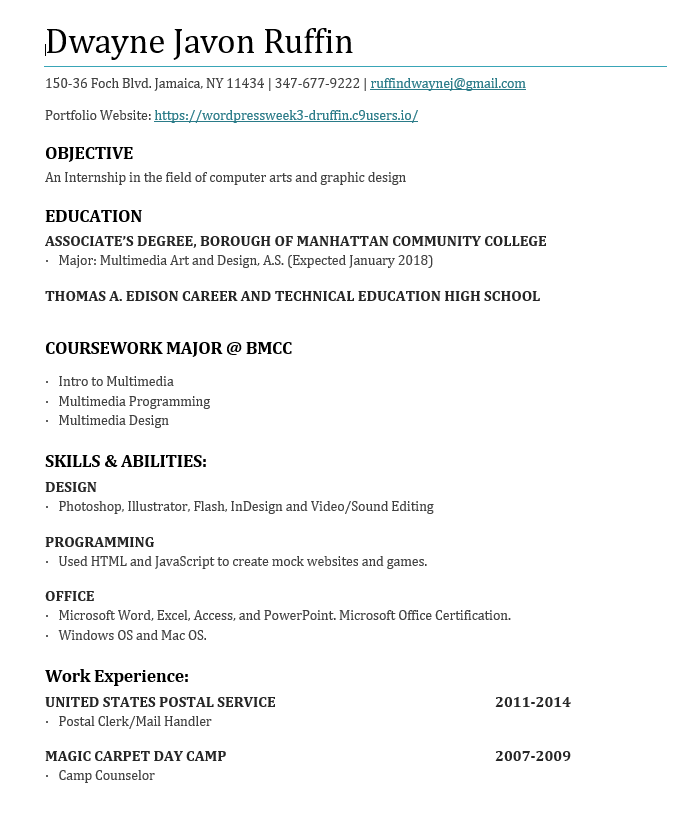 Dwayne Javon Ruffin
150-36 Foch Blvd. Jamaica, NY 11434 | 347-677-9222 | ruffindwaynej@gmail.com
Portfolio Website: https://wordpressweek3-druffin.c9users.io/
OBJECTIVE
An Internship in the field of computer arts and graphic design
EDUCATION
ASSOCIATE'S DEGREE, BOROUGH OF MANHATTAN COMMUNITY COLLEGE
· Major: Multimedia Art and Design, A.S. (Expected January 2018)
THOMAS A. EDISON CAREER AND TECHNICAL EDUCATION HIGH SCHOOL
COURSEWORK MAJOR @ BMCC
· Intro to Multimedia
· Multimedia Programming
· Multimedia Design
SKILLS & ABILITIES:
DESIGN
· Photoshop, Illustrator, Flash, InDesign and Video/Sound Editing
PROGRAMMING
· Used HTML and JavaScript to create mock websites and games.
OFFICE
· Microsoft Word, Excel, Access, and PowerPoint. Microsoft Office Certification.
· Windows OS and Mac OS.
Work Experience:
UNITED STATES POSTAL SERVICE 2011-2014
· Postal Clerk/Mail Handler
MAGIC CARPET DAY CAMP 2007-2009
· Camp Counselor